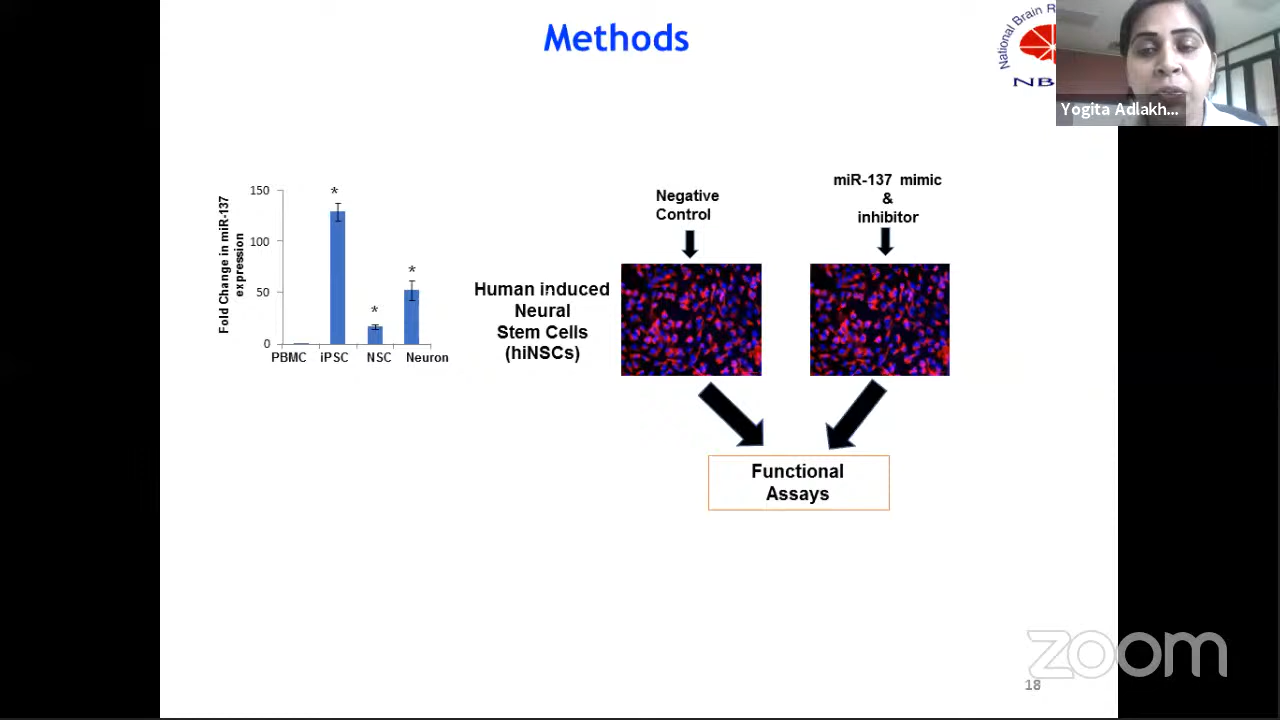 Methods
National Brain R
NB
Yogita Adlakh...
Fold Change in miR-137
expression
150
100
50
0
*
*
*
PBMC iPSC NSC Neuron
Human induced
Neural
Stem Cells
(hiNSCs)
Negative
Control
miR-137 mimic
&
inhibitor
Functional
Assays
zoom
18